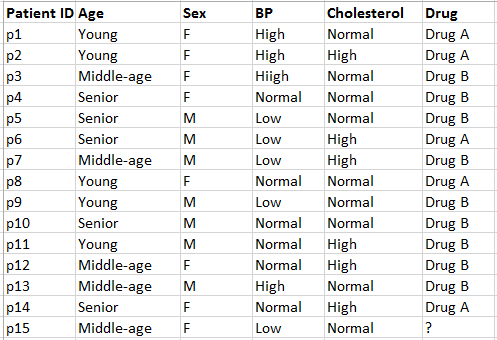 Patient ID Age Sex BP Cholesterol Drug
p1 Young F High Normal Drug A
p2 Young F High High Drug A
p3 Middle-age F Hiigh Normal Drug B
p4 Senior F Normal Normal Drug B
p5 Senior M Low Normal Drug B
p6 Senior M Low High Drug A
p7 Middle-age M Low High Drug B
p8 Young F Normal Normal Drug A
p9 Young M Low Normal Drug B
p10 Senior M Normal Normal Drug B
p11 Young M Normal High Drug B
p12 Middle-age F Normal High Drug B
p13 Middle-age M High Normal Drug B
p14 Senior F Normal High Drug A
p15 Middle-age F Low Normal ?